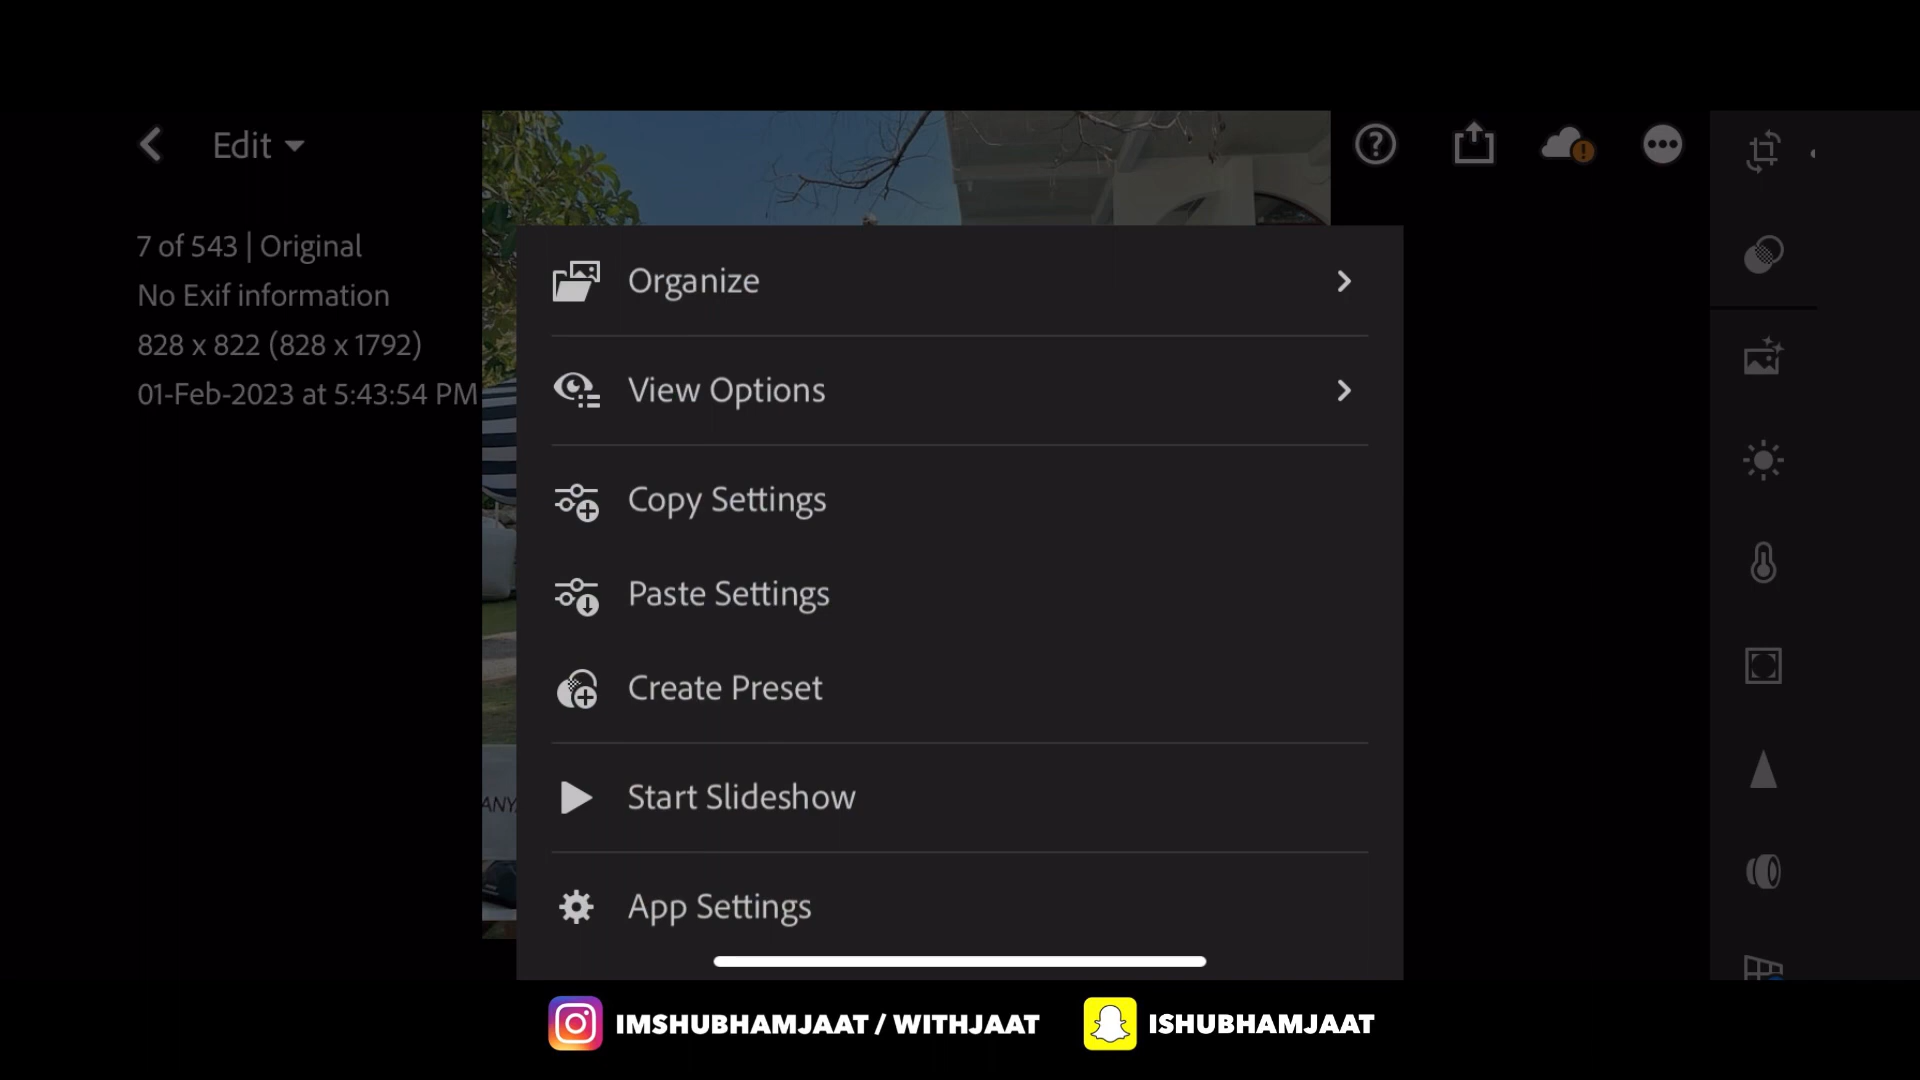 Edit
7 of 543 | Original
No Exif information
828 x 822 (828 x 1792)
01-Feb-2023 at 5:43:54 PM
Organize
View Options
Copy Settings
Paste Settings
Create Preset
Start Slideshow
App Settings
ANY
IMSHUBHAMJAAT / WITHJAAT
ISHUBHAMJAAT